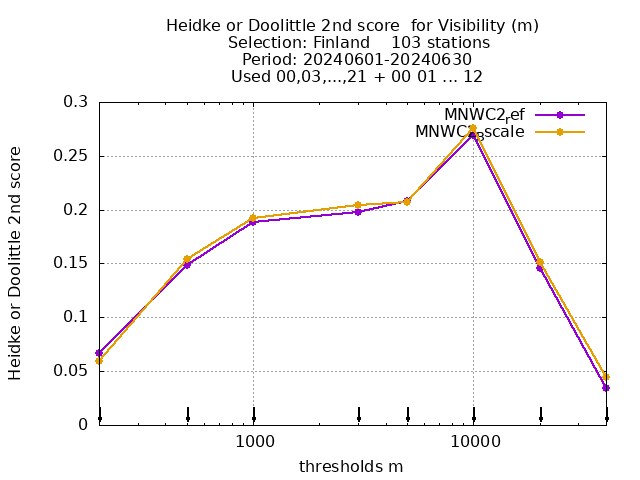 Heidke or Doolittle 2nd score  for Visibility (m)
Selection: Finland    103 stations
Period: 20240601-20240630
Used 00,03,...,21 + 00 01 ... 12
Heidke or Doolittle 2nd score
0.3
0.25
0.2
0.15
0.1
0.05
0
MNWC2ref
scale
1000
10000
thresholds m